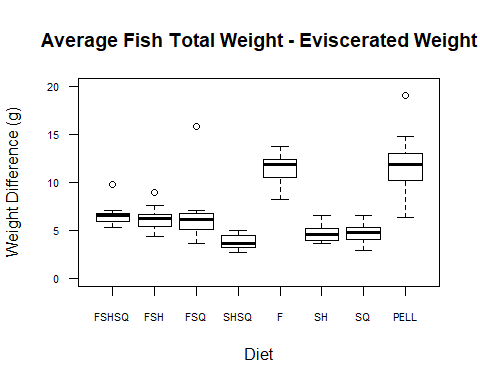 Average Fish Total Weight - Eviscerated Weight
Weight Difference (g)
20
15
10
5
0
FSHSQ FSH FSQ SHSQ F SH SQ PELL
Diet